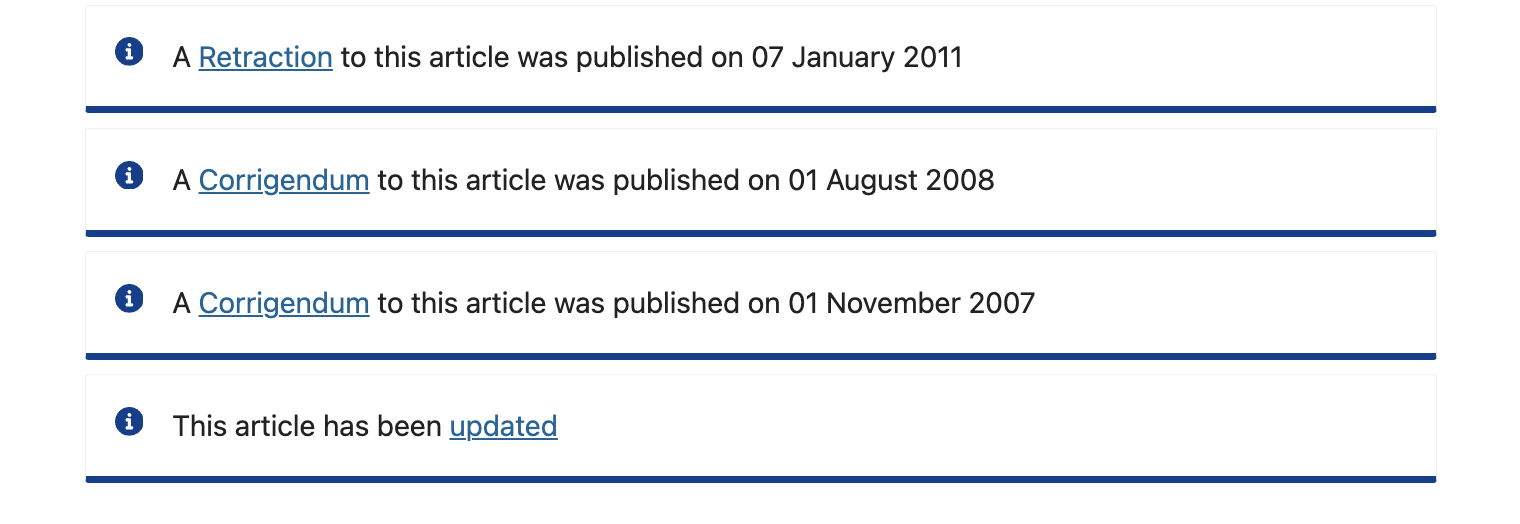 A Retraction to this article was published on 07 January 2011
A Corrigendum to this article was published on 01 August 2008
A Corrigendum to this article was published on 01 November 2007
This article has been updated